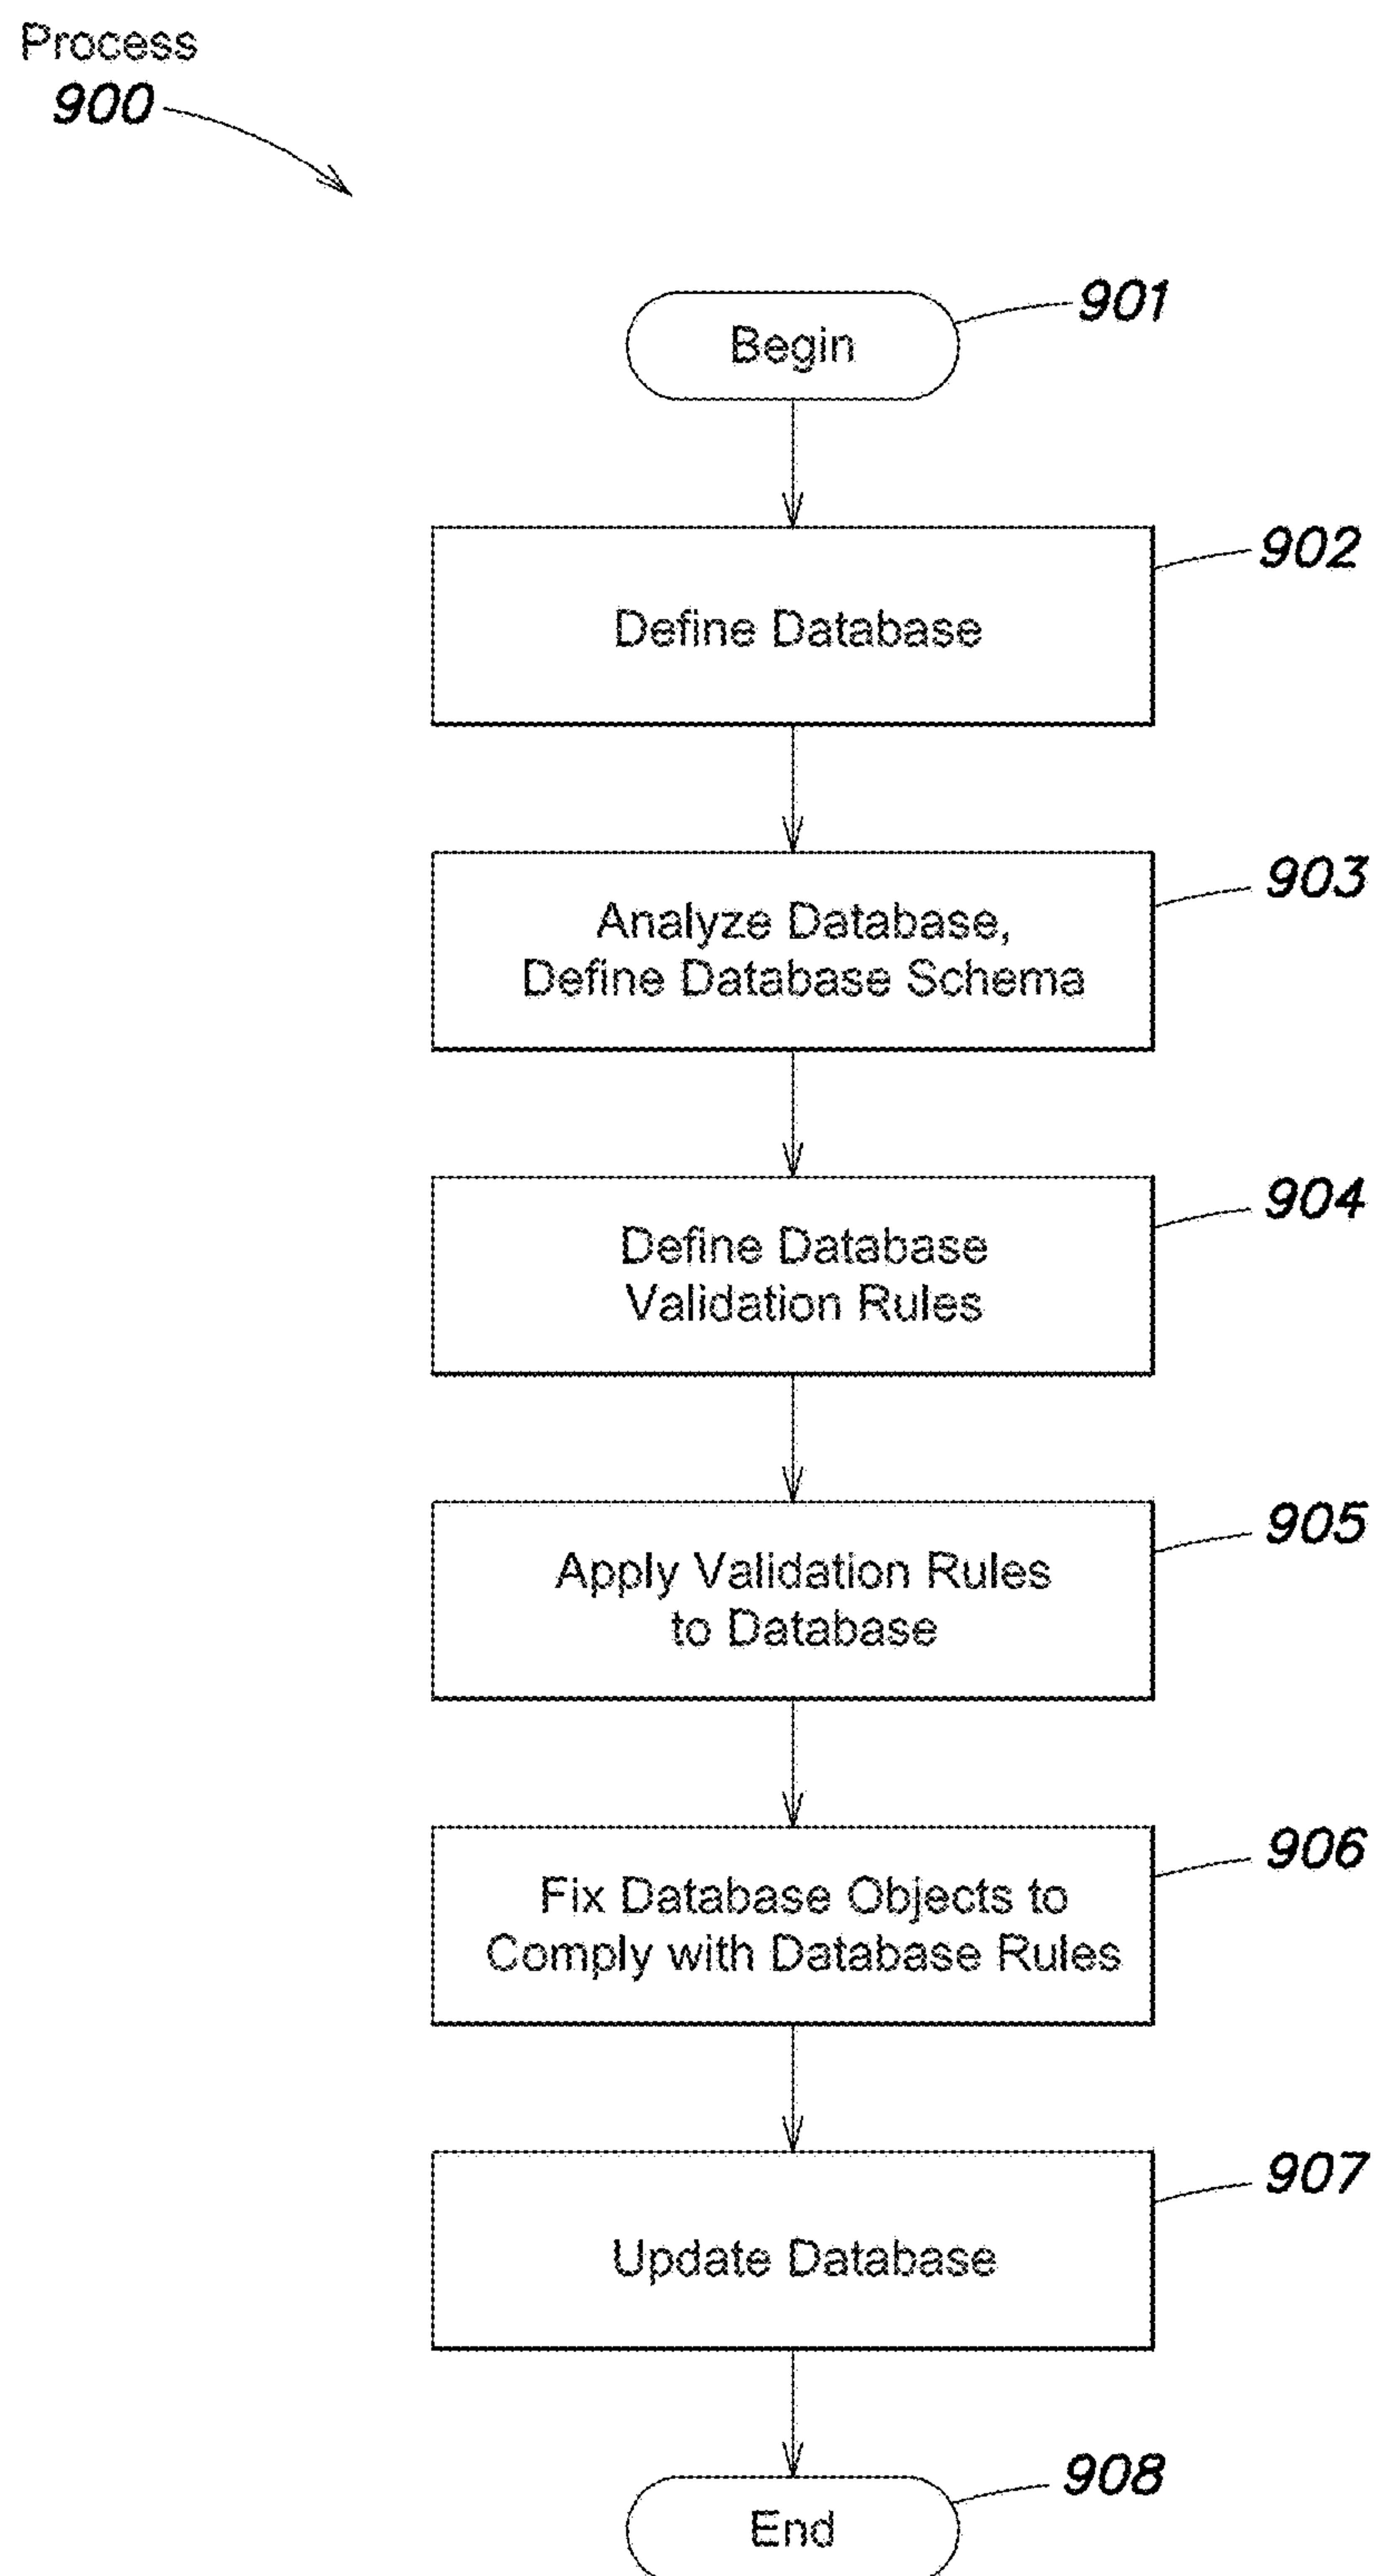 Process
900
901
Begin
902
Define Database
903
Analyze Database,
Define Database Schema
904
Define Database
Validation Rules
905
Apply Validation Rules
to Database
906
Fix Database Objects to
Comply with Database Rules
907
Update Database
908
End